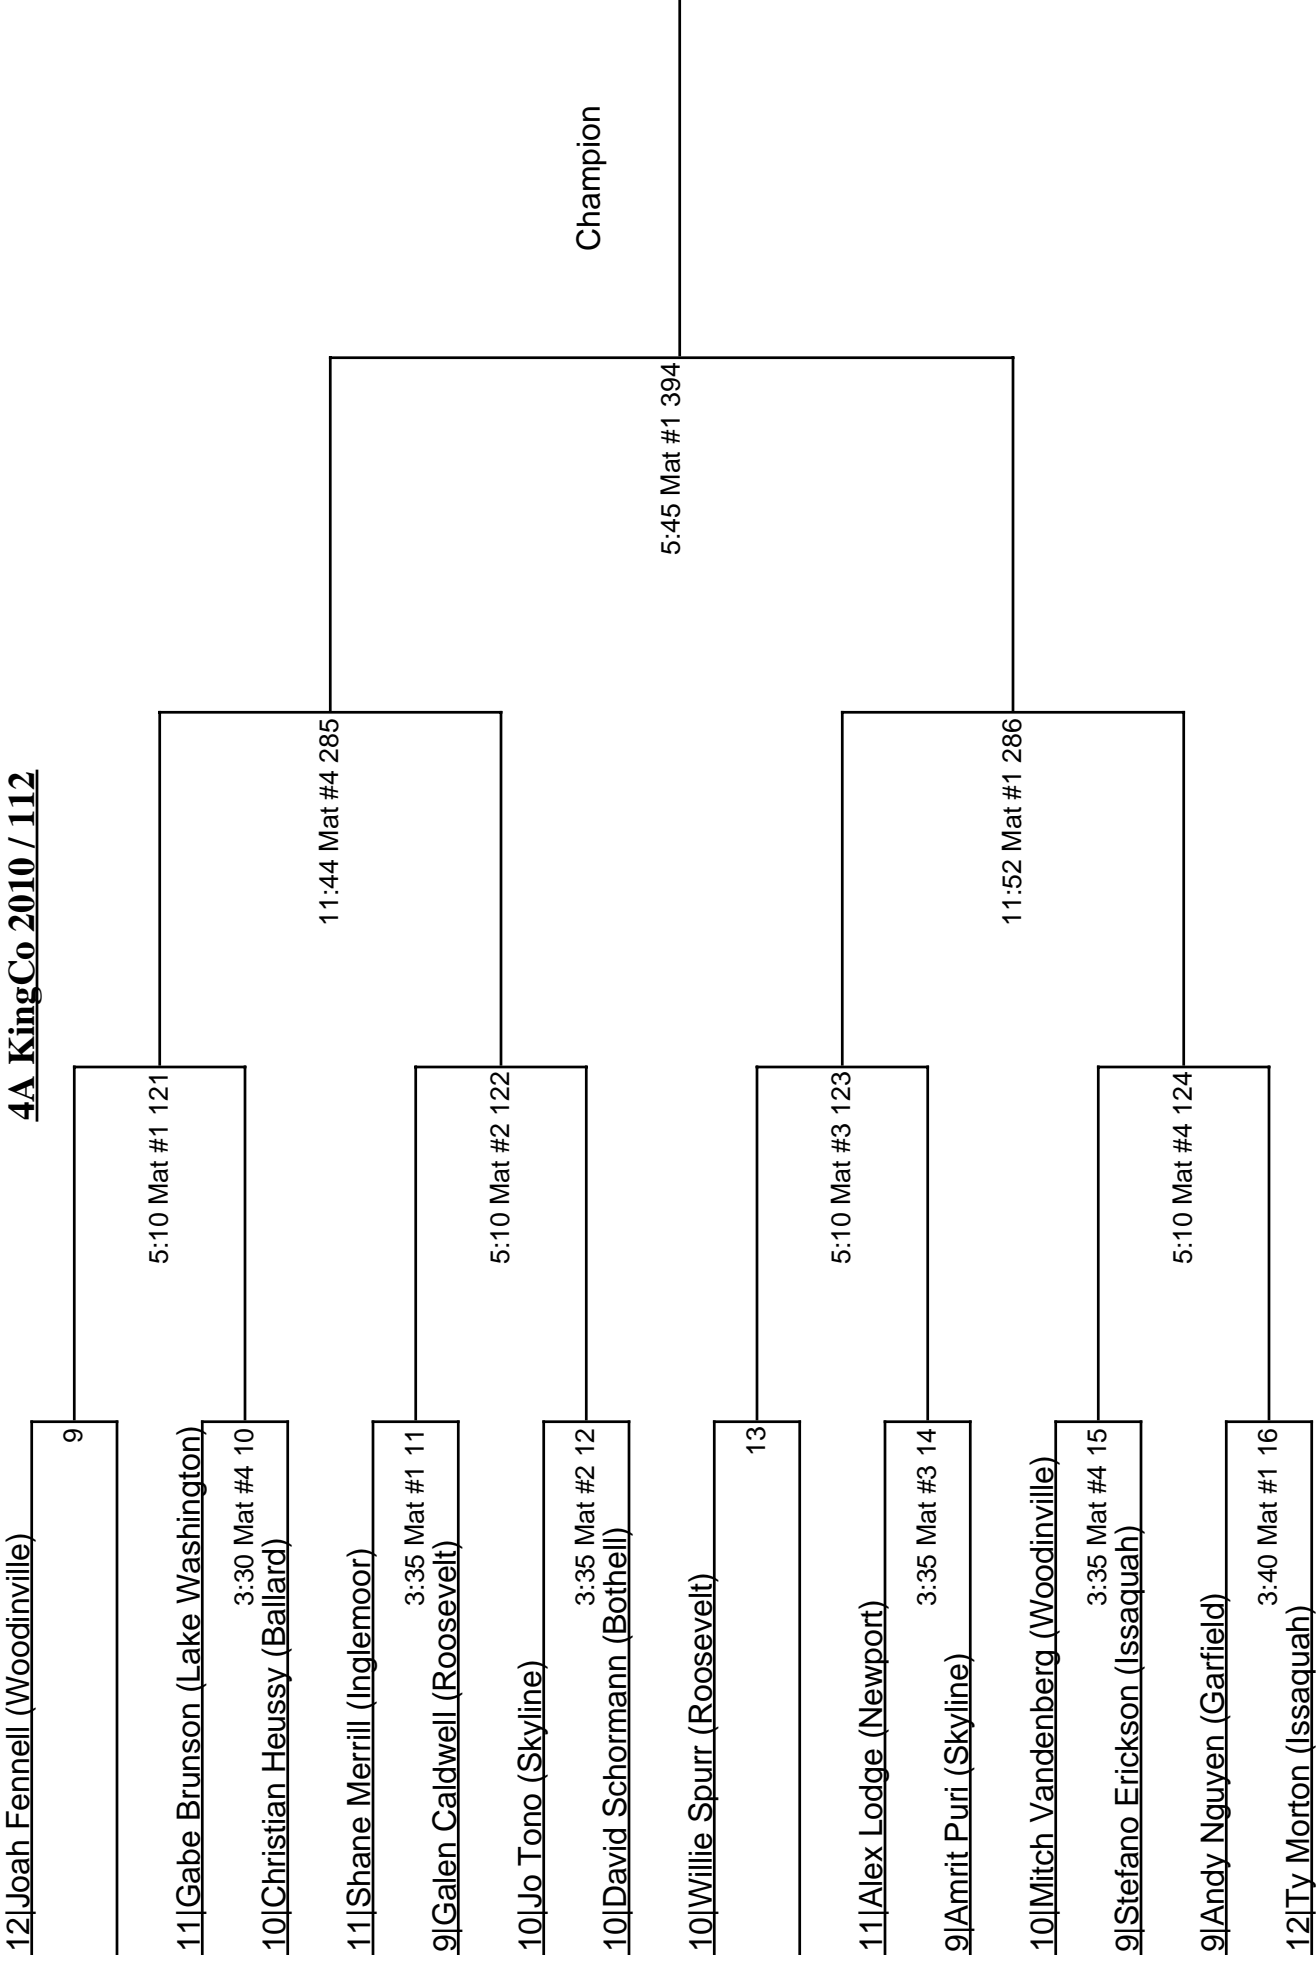 4A KingCo 2010 / 112
12|Joah Fennell (Woodinville)
9
5:10 Mat #1 121
11|Gabe Brunson (Lake Washington)
3:30 Mat #4 10
10|Christian Heussy (Ballard)
11:44 Mat #4 285
11|Shane Merrill (Inglemoor)
3:35 Mat #1 11
9|Galen Caldwell (Roosevelt)
5:10 Mat #2 122
10|Jo Tono (Skyline)
3:35 Mat #2 12
10|David Schormann (Bothell)
Champion
5:45 Mat #1 394
10|Willie Spurr (Roosevelt)
13
5:10 Mat #3 123
11|Alex Lodge (Newport)
3:35 Mat #3 14
9|Amrit Puri (Skyline)
11:52 Mat #1 286
10|Mitch Vandenberg (Woodinville)
3:35 Mat #4 15
9|Stefano Erickson (Issaquah)
5:10 Mat #4 124
9|Andy Nguyen (Garfield)
3:40 Mat #1 16
12|Ty Morton (Issaquah)